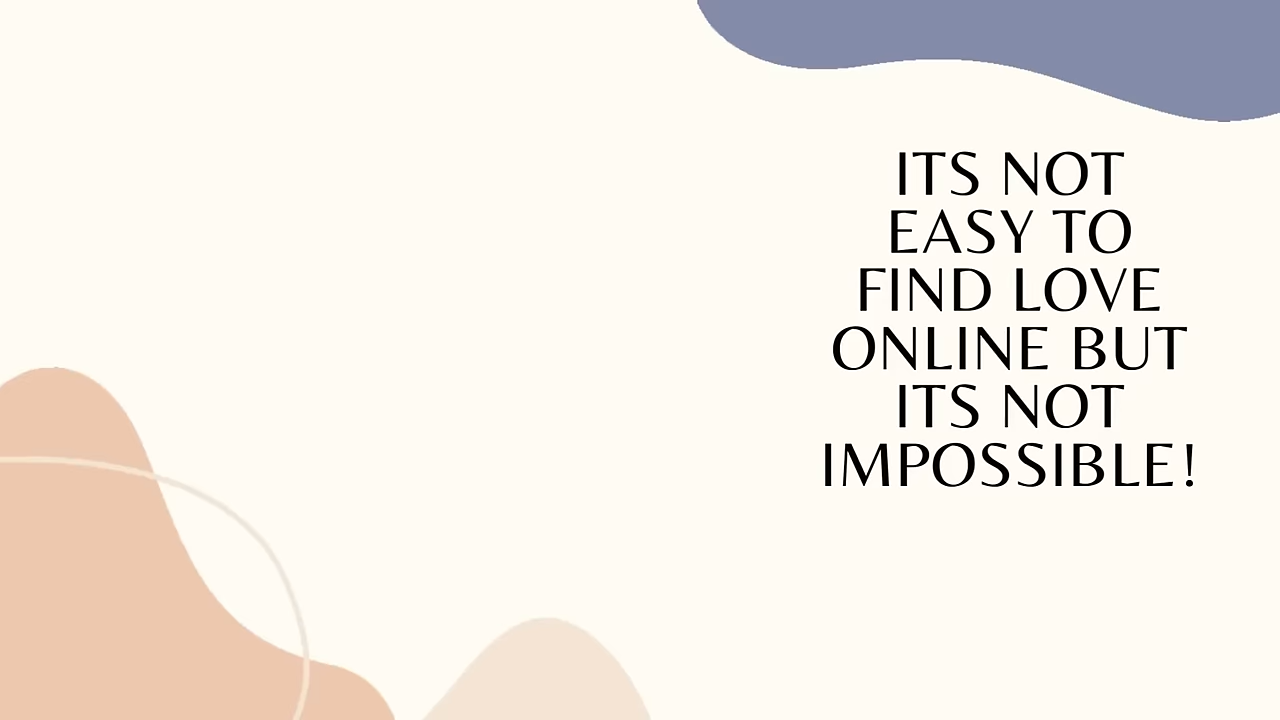 ITS NOT
EASY TO
FIND LOVE
ONLINE BUT
ITS NOT
IMPOSSIBLE!